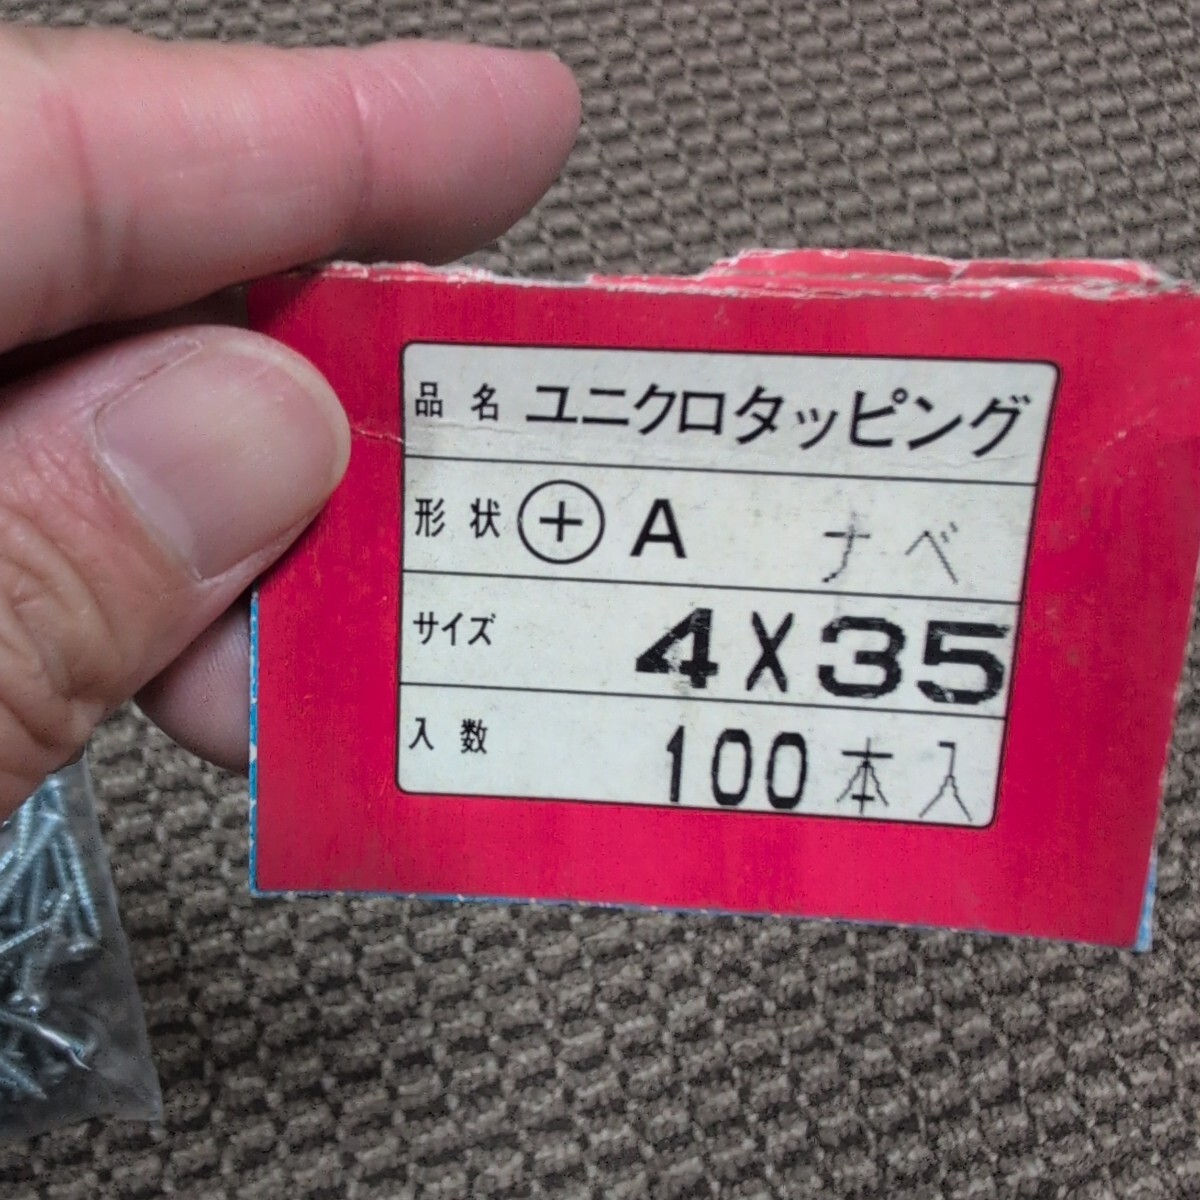 品名 ユニクロタッピング
形状 ⊕ A ナベ
サイズ 4X35
入数 100本入